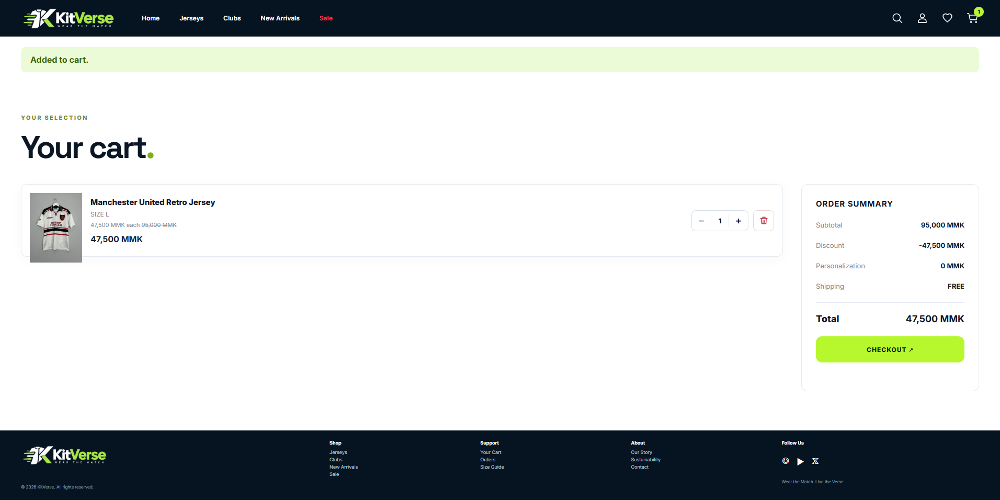 KitVerse
WEAR THE MATCH
Home
Jerseys
Clubs
New Arrivals
Sale
1
Added to cart.
YOUR SELECTION
Your cart.
Manchester United Retro Jersey
SIZE L
47,500 MMK each 95,000 MMK
47,500 MMK
− 1 +
ORDER SUMMARY
Subtotal 95,000 MMK
Discount -47,500 MMK
Personalization 0 MMK
Shipping FREE
Total 47,500 MMK
CHECKOUT ↗
KitVerse
WEAR THE MATCH
© 2026 KitVerse. All rights reserved.
Shop
Jerseys
Clubs
New Arrivals
Sale
Support
Your Cart
Orders
Size Guide
About
Our Story
Sustainability
Contact
Follow Us
Wear the Match. Live the Verse.